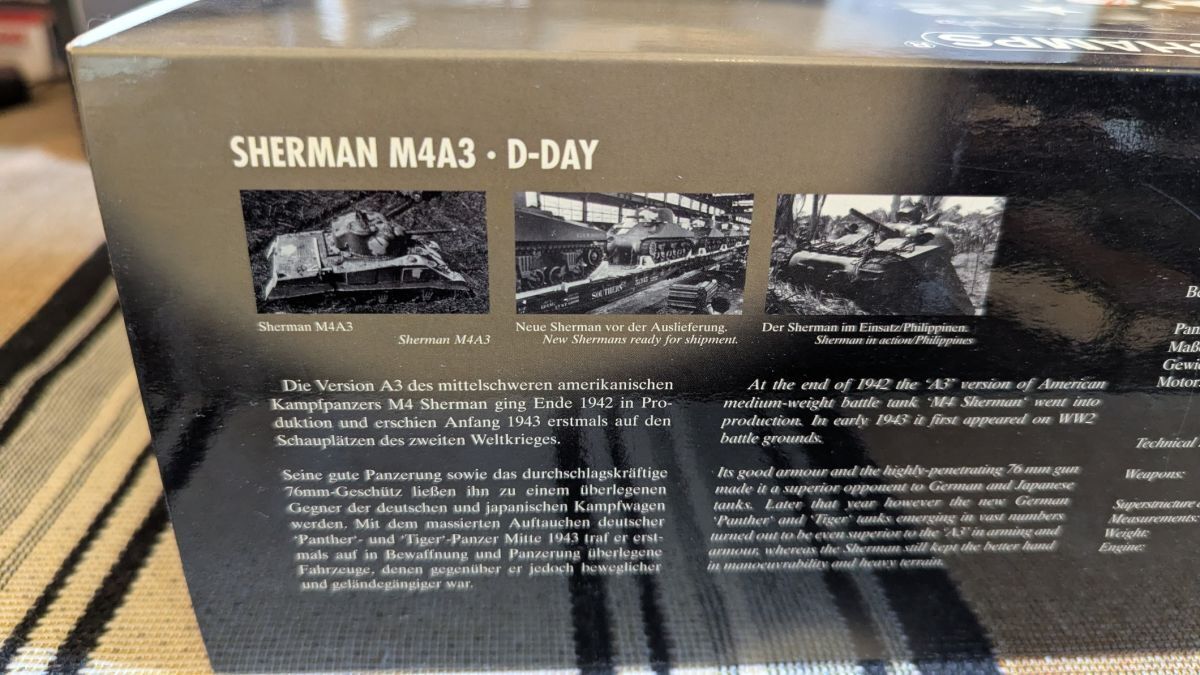 HAMPS®
SHERMAN M4A3 · D-DAY
SOUTHERN
Sherman M4A3
Sherman M4A3
Neue Sherman vor der Auslieferung.
New Shermans ready for shipment.
Der Sherman im Einsatz/Philippinen.
Sherman in action/Philippines
Die Version A3 des mittelschweren amerikanischen
Kampfpanzers M4 Sherman ging Ende 1942 in Pro-
duktion und erschien Anfang 1943 erstmals auf den
Schauplätzen des zweiten Weltkrieges.
Seine gute Panzerung sowie das durchschlagskräftige
76mm-Geschütz ließen ihn zu einem überlegenen
Gegner der deutschen und japanischen Kampfwagen
werden. Mit dem massierten Auftauchen deutscher
'Panther'- und 'Tiger'-Panzer Mitte 1943 traf er erst-
mals auf in Bewaffnung und Panzerung überlegene
Fahrzeuge, denen gegenüber er jedoch beweglicher
und geländegängiger war.
At the end of 1942 the 'A3' version of American
medium-weight battle tank 'M4 Sherman' went into
production. In early 1943 it first appeared on WW2
battle grounds.
Its good armour and the highly-penetrating 76 mm gun
made it a superior opponent to German and Japanese
tanks. Later that year however the new German
'Panther' and 'Tiger' tanks emerging in vast numbers
turned out to be even superior to the 'A3' in arming and
armour, whereas the Sherman still kept the better hand
in manoeuvrability and heavy terrain.
Be
Pan
Maße
Gewic
Motor
Technical
Weapons:
Superstructure
Measurements:
Weight:
Engine: